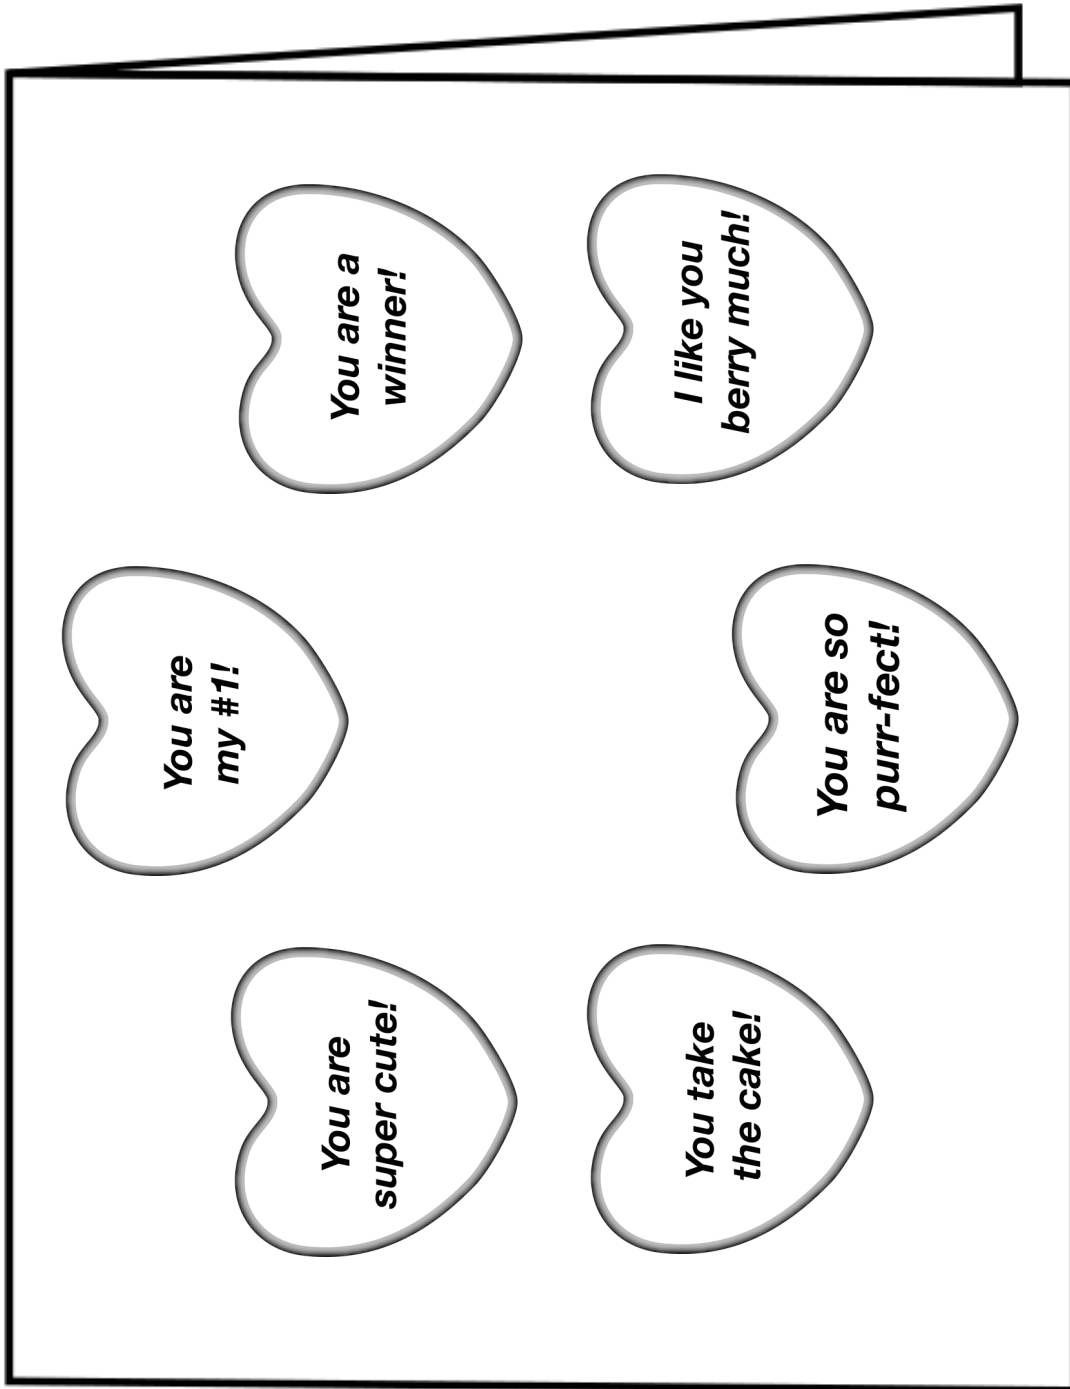 You are
my #1!
You are
super cute!
You are a
winner!
You take
the cake!
I like you
berry much!
You are so
purr-fect!